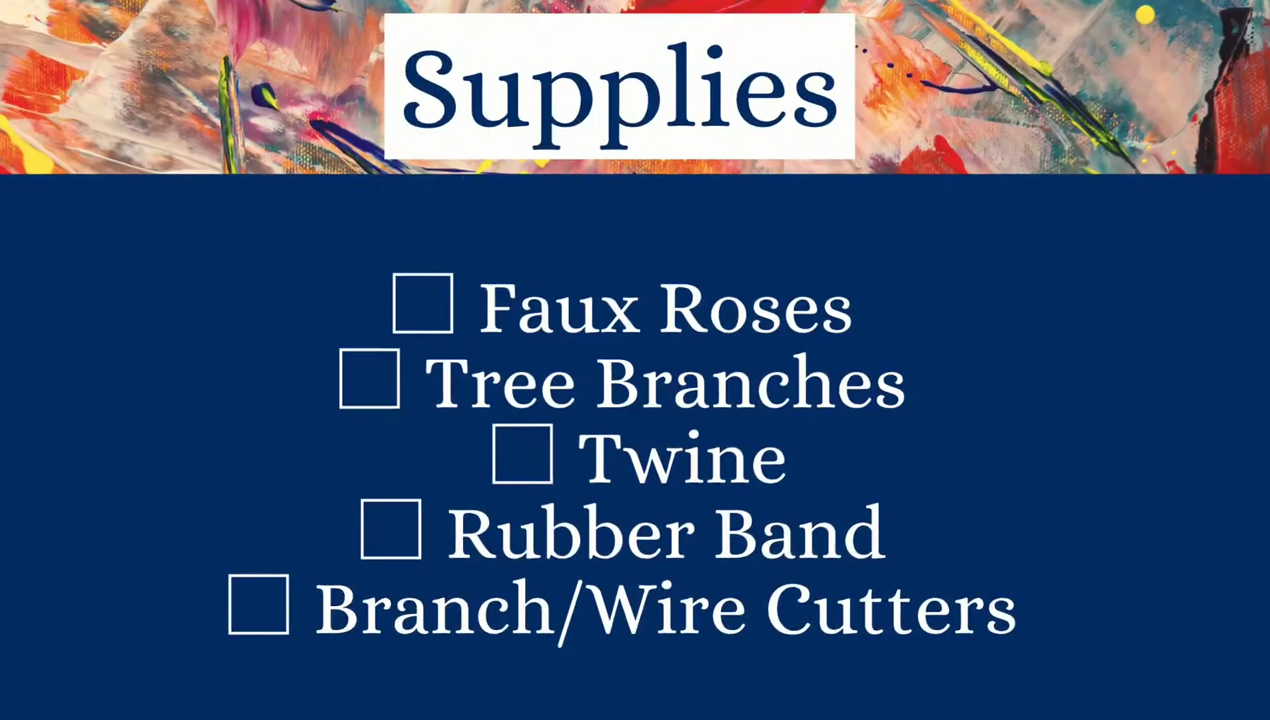 Supplies
☐ Faux Roses
☐ Tree Branches
☐ Twine
☐ Rubber Band
☐ Branch/Wire Cutters